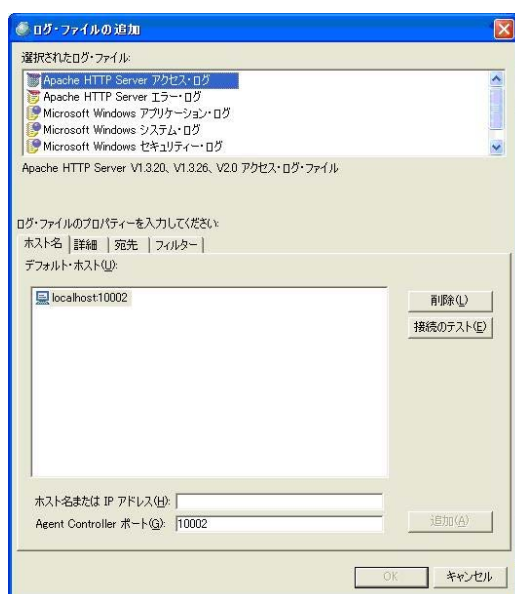 ログ・ファイルの追加
選択されたログ・ファイル:
Apache HTTP Server アクセス・ログ
Apache HTTP Server エラー・ログ
Microsoft Windows アプリケーション・ログ
Microsoft Windows システム・ログ
Microsoft Windows セキュリティー・ログ
Apache HTTP Server V1.3.20、V1.3.26、V2.0 アクセス・ログ・ファイル
ログ・ファイルのプロパティーを入力してください:
ホスト名 詳細 宛先 フィルター
デフォルト・ホスト(U):
localhost:10002
削除(L)
接続のテスト(E)
ホスト名または IP アドレス(H):
Agent Controller ポート(G): 10002
追加(A)
OK キャンセル